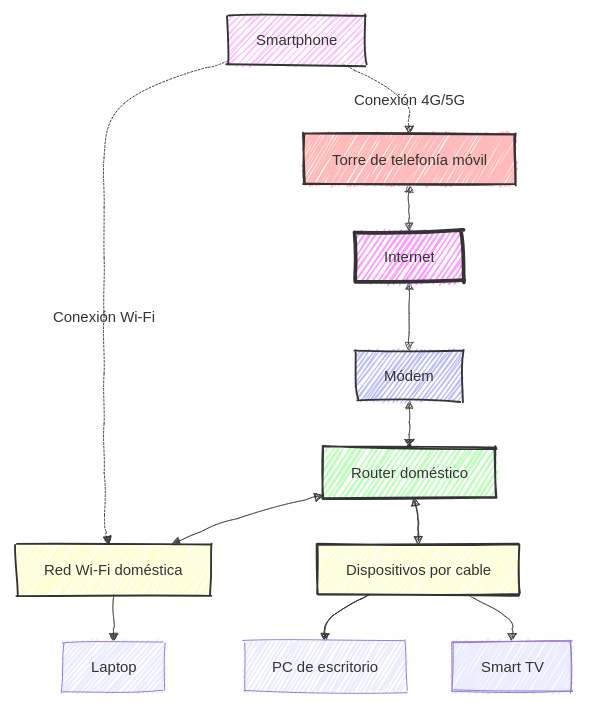 Smartphone
Conexión 4G/5G
Torre de telefonía móvil
Internet
Conexión Wi-Fi
Módem
Router doméstico
Red Wi-Fi doméstica
Dispositivos por cable
Laptop
PC de escritorio
Smart TV